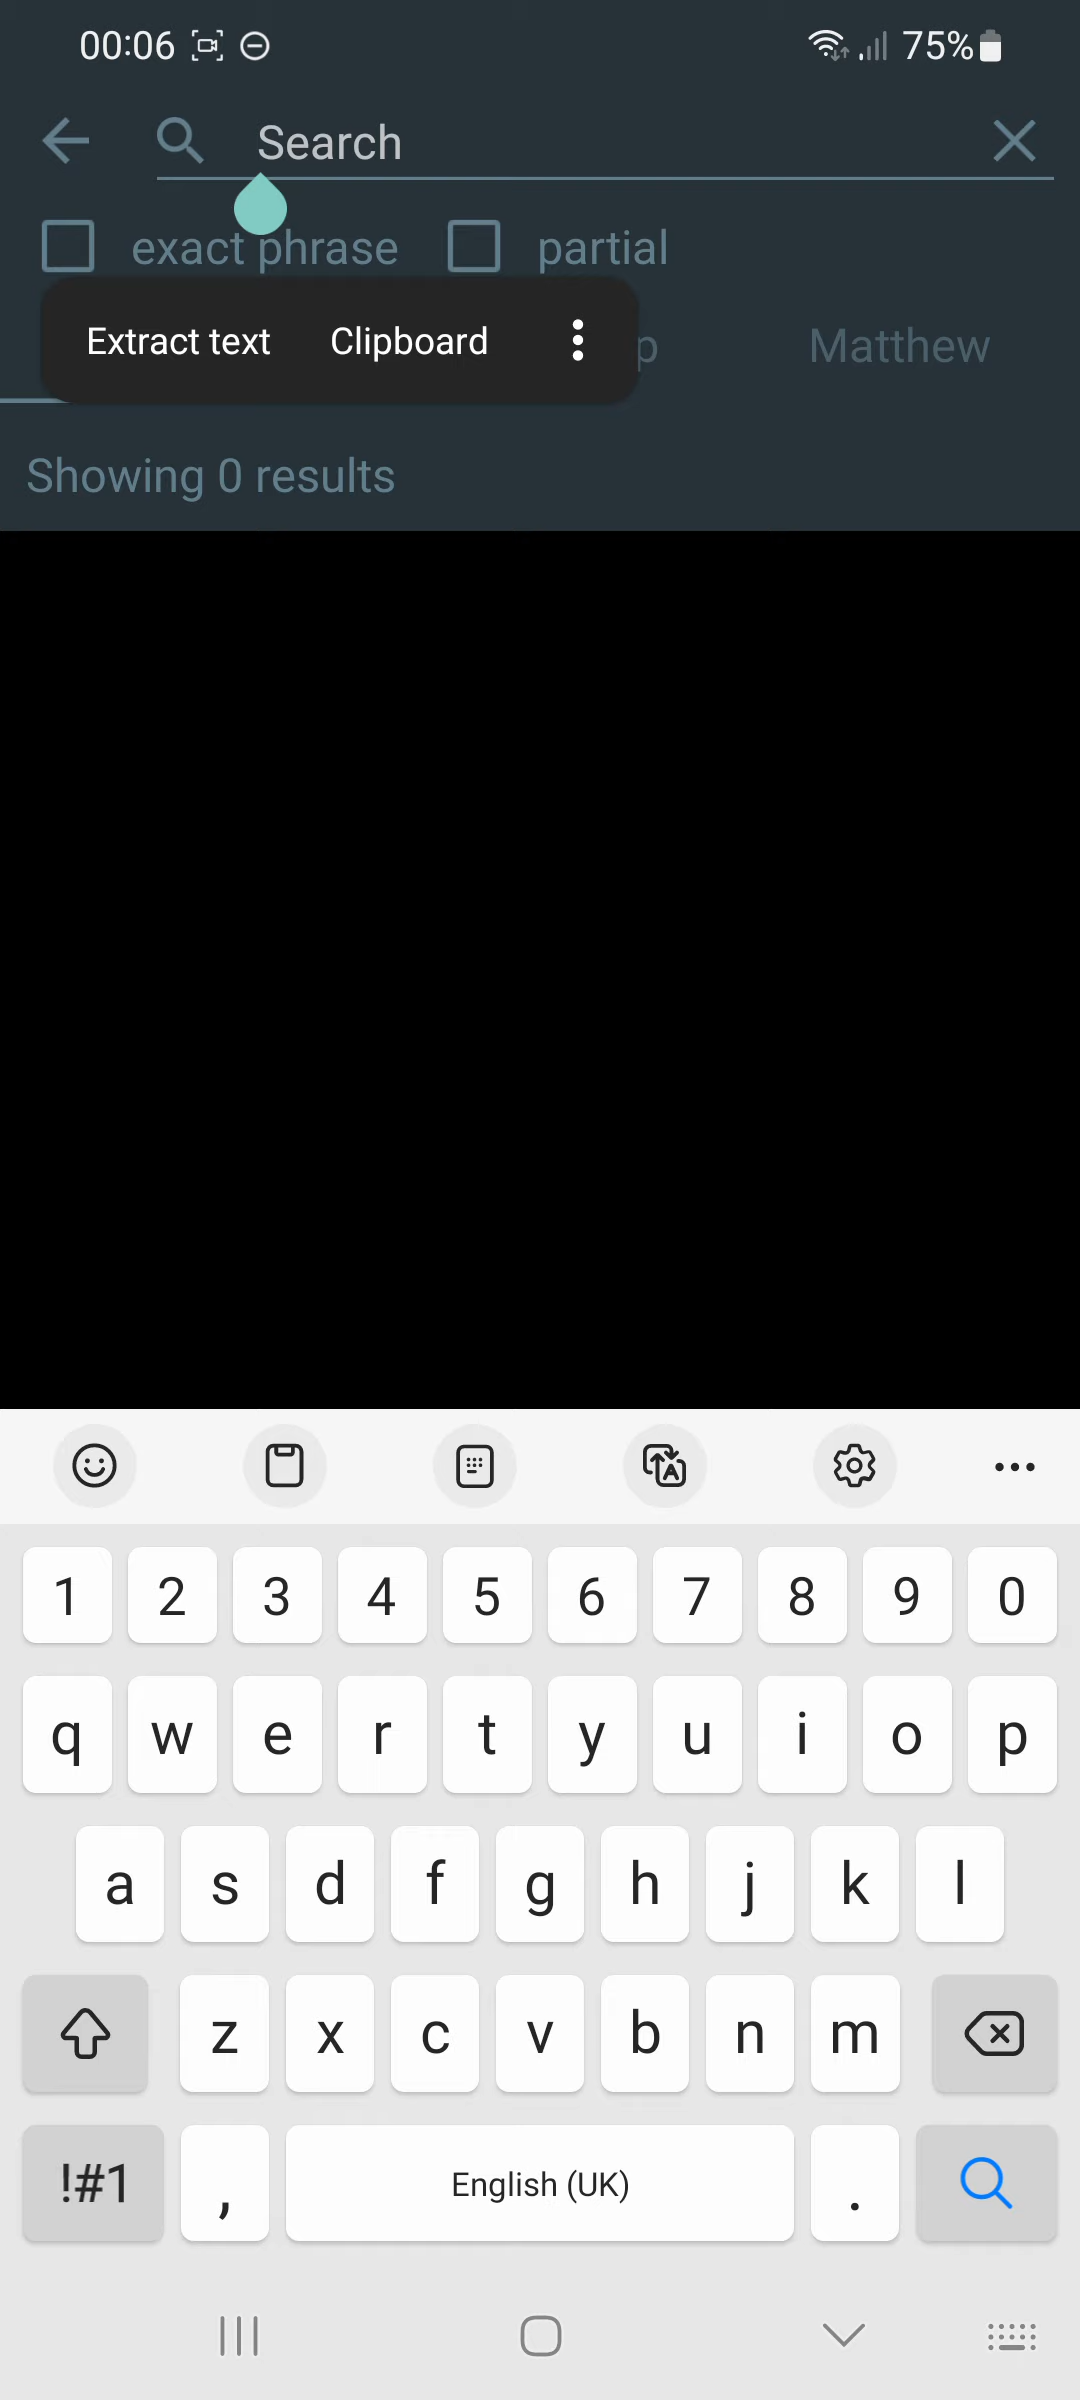 00:06 75%
Search
exact phrase partial
Extract text Clipboard p Matthew
Showing 0 results
1 2 3 4 5 6 7 8 9 0
q w e r t y u i o p
a s d f g h j k l
z x c v b n m
!#1 , English (UK) .